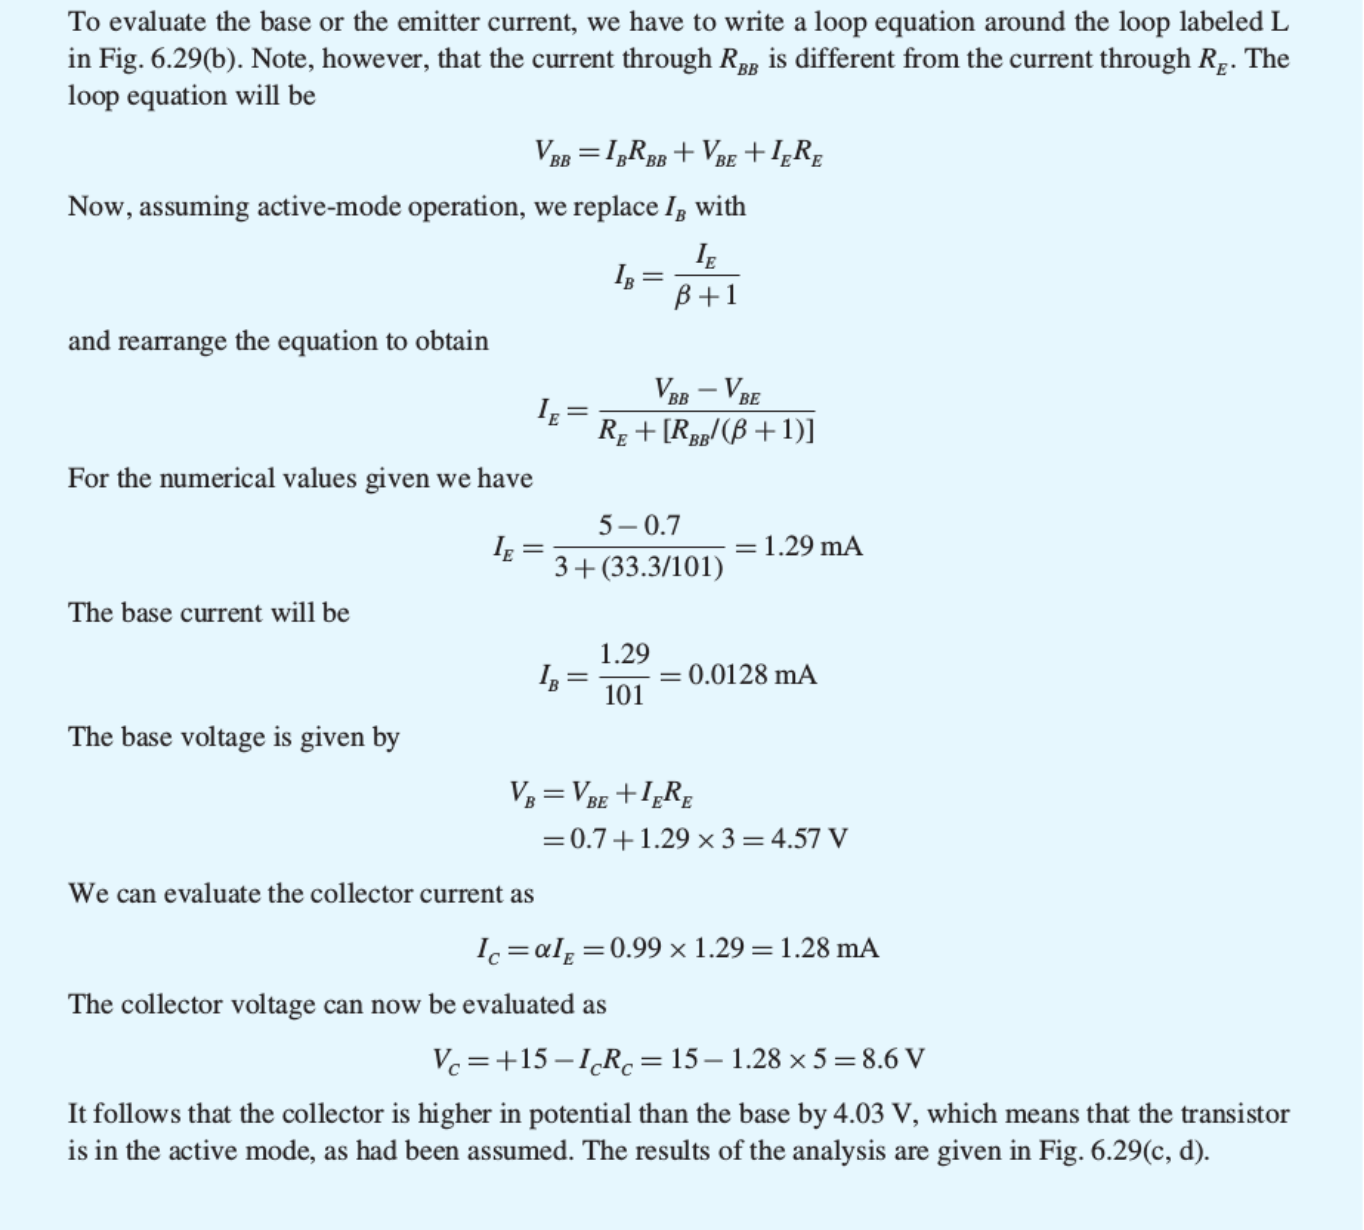 To evaluate the base or the emitter current, we have to write a loop equation around the loop labeled L
in Fig. 6.29(b). Note, however, that the current through R_BB is different from the current through R_E. The
loop equation will be
V_BB = I_B R_BB + V_BE + I_E R_E
Now, assuming active-mode operation, we replace I_B with
I_B = I_E / (β + 1)
and rearrange the equation to obtain
I_E = (V_BB − V_BE) / (R_E + [R_BB/(β + 1)])
For the numerical values given we have
I_E = (5 − 0.7) / (3 + (33.3/101)) = 1.29 mA
The base current will be
I_B = 1.29 / 101 = 0.0128 mA
The base voltage is given by
V_B = V_BE + I_E R_E
= 0.7 + 1.29 × 3 = 4.57 V
We can evaluate the collector current as
I_C = αI_E = 0.99 × 1.29 = 1.28 mA
The collector voltage can now be evaluated as
V_C = +15 − I_C R_C = 15 − 1.28 × 5 = 8.6 V
It follows that the collector is higher in potential than the base by 4.03 V, which means that the transistor
is in the active mode, as had been assumed. The results of the analysis are given in Fig. 6.29(c, d).